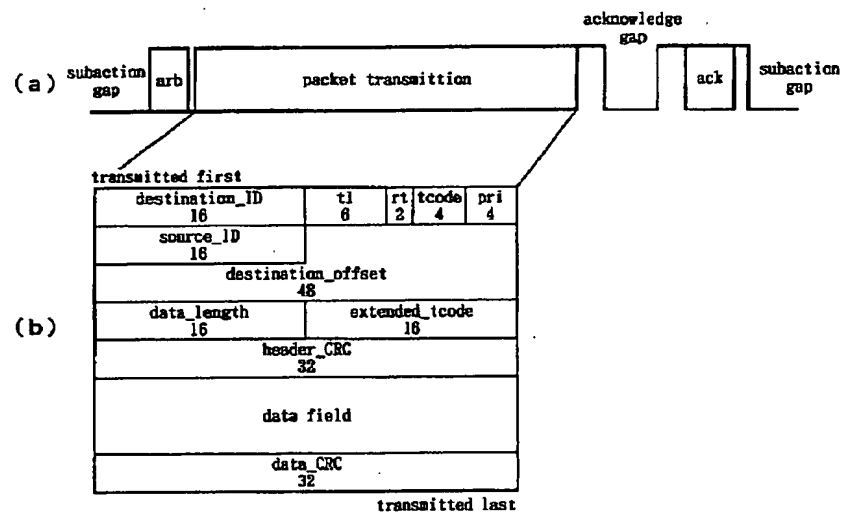 acknowledge
gap
(a)
subaction
gap
arb
packet transmittion
ack
subaction
gap
transmitted first
destination_ID
16
tl
6
rt
2
tcode
4
pri
4
source_ID
16
destination_offset
48
(b)
data_length
16
extended_tcode
16
header_CRC
32
data field
data_CRC
32
transmitted last